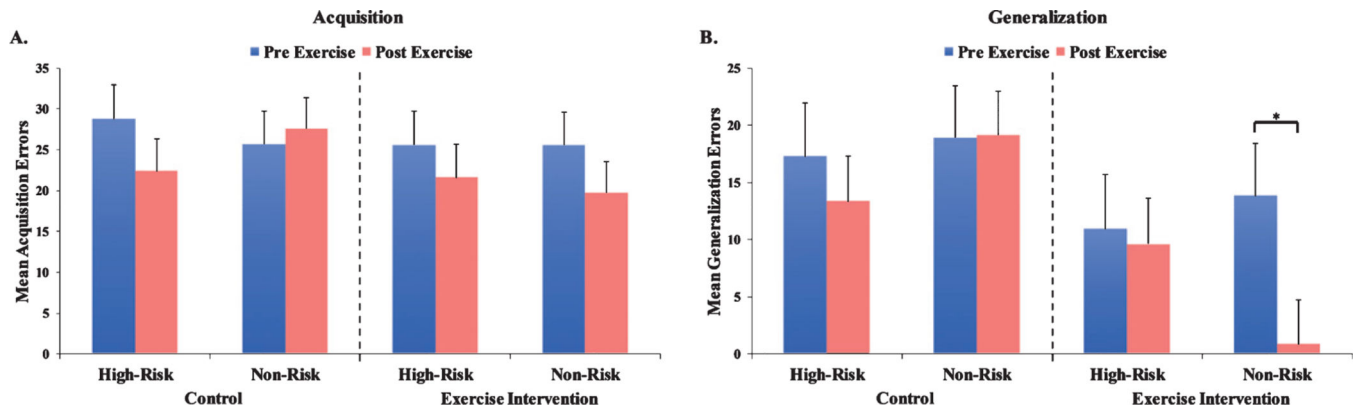 Acquisition
A.
Pre Exercise Post Exercise
Mean Acquisition Errors
35
30
25
20
15
10
5
0
High-Risk Non-Risk High-Risk Non-Risk
Control Exercise Intervention
Generalization
B.
Pre Exercise Post Exercise
Mean Generalization Errors
25
20
15
10
5
0
*
High-Risk Non-Risk High-Risk Non-Risk
Control Exercise Intervention